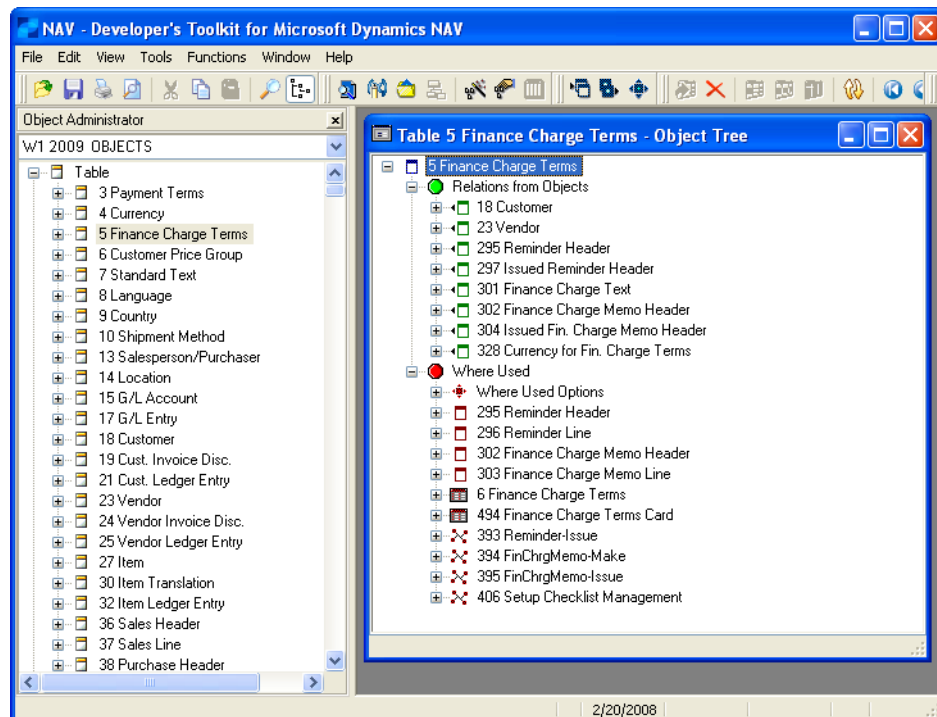 NAV - Developer's Toolkit for Microsoft Dynamics NAV
File Edit View Tools Functions Window Help
Object Administrator
W1 2009 OBJECTS
Table
3 Payment Terms
4 Currency
5 Finance Charge Terms
6 Customer Price Group
7 Standard Text
8 Language
9 Country
10 Shipment Method
13 Salesperson/Purchaser
14 Location
15 G/L Account
17 G/L Entry
18 Customer
19 Cust. Invoice Disc.
21 Cust. Ledger Entry
23 Vendor
24 Vendor Invoice Disc.
25 Vendor Ledger Entry
27 Item
30 Item Translation
32 Item Ledger Entry
36 Sales Header
37 Sales Line
38 Purchase Header
Table 5 Finance Charge Terms - Object Tree
5 Finance Charge Terms
Relations from Objects
18 Customer
23 Vendor
295 Reminder Header
297 Issued Reminder Header
301 Finance Charge Text
302 Finance Charge Memo Header
304 Issued Fin. Charge Memo Header
328 Currency for Fin. Charge Terms
Where Used
Where Used Options
295 Reminder Header
296 Reminder Line
302 Finance Charge Memo Header
303 Finance Charge Memo Line
6 Finance Charge Terms
494 Finance Charge Terms Card
393 Reminder-Issue
394 FinChrgMemo-Make
395 FinChrgMemo-Issue
406 Setup Checklist Management
2/20/2008